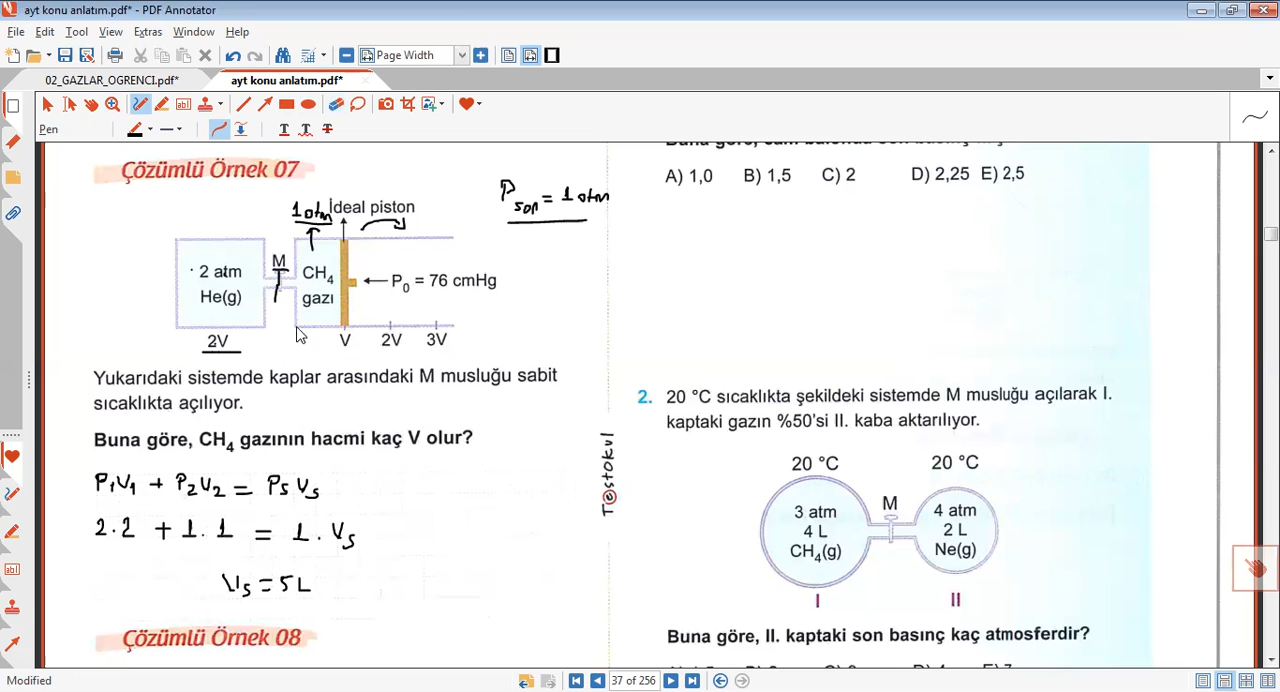 ayt konu anlatım.pdf* - PDF Annotator
File Edit Tool View Extras Window Help
Page Width
02_GAZLAR_OGRENCI.pdf*
ayt konu anlatım.pdf*
Pen
Çözümlü Örnek 07
P son = 1 atm
1 atm
İdeal piston
2 atm
He(g)
M
CH4
gazı
P0 = 76 cmHg
2V
V 2V 3V
Yukarıdaki sistemde kaplar arasındaki M musluğu sabit
sıcaklıkta açılıyor.
Buna göre, CH4 gazının hacmi kaç V olur?
P1V1 + P2V2 = PsVs
2.2 + 1.1 = 1.Vs
Vs = 5L
Çözümlü Örnek 08
Testokul
A) 1,0 B) 1,5 C) 2 D) 2,25 E) 2,5
2. 20 °C sıcaklıkta şekildeki sistemde M musluğu açılarak I.
kaptaki gazın %50'si II. kaba aktarılıyor.
20 °C 20 °C
3 atm
4 L
CH4(g)
M
4 atm
2 L
Ne(g)
I II
Buna göre, II. kaptaki son basınç kaç atmosferdir?
Modified
37 of 256